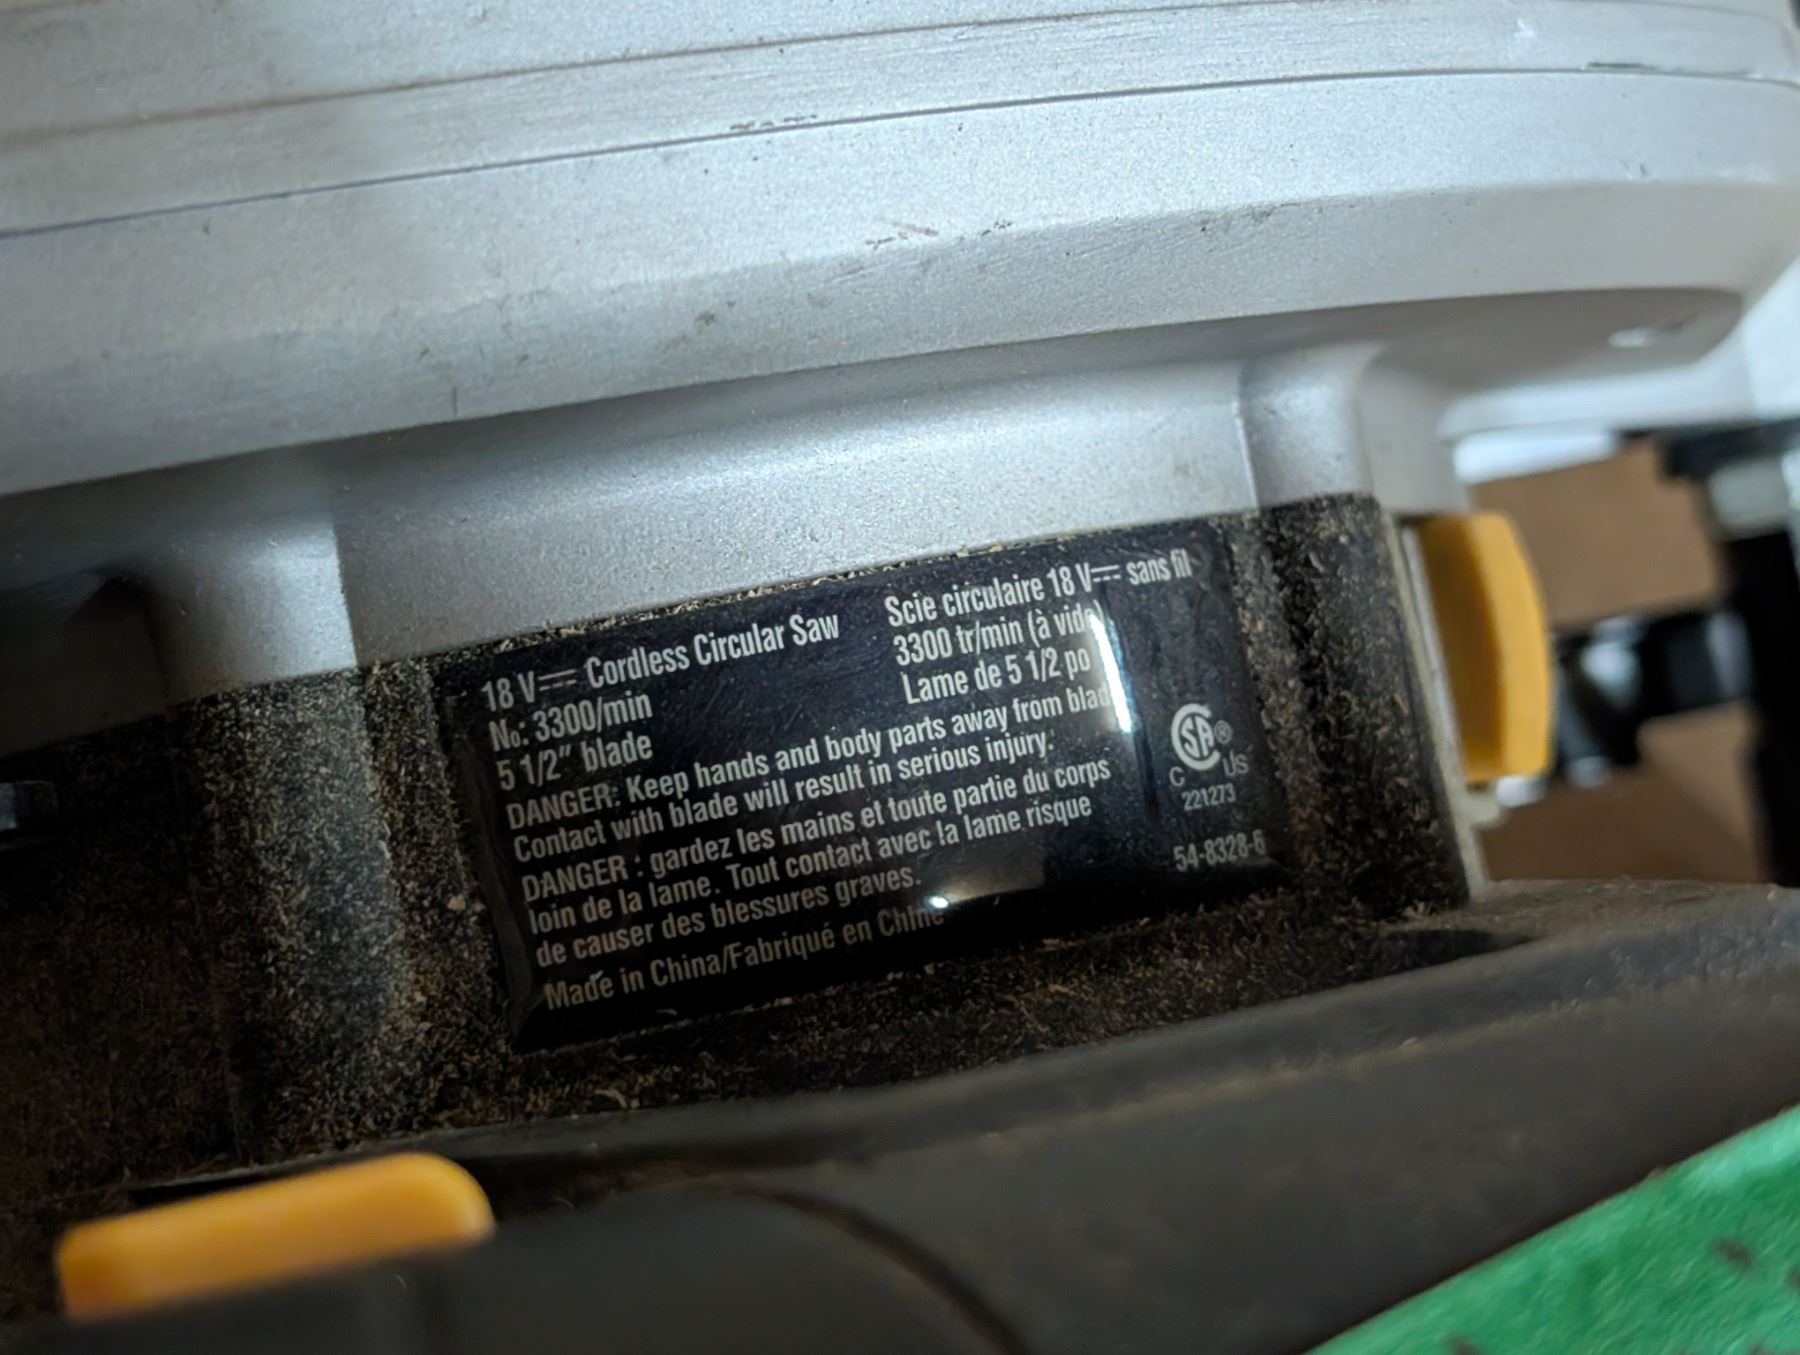 18 V⎓ Cordless Circular Saw
N₀: 3300/min
5 1/2" blade
Scie circulaire 18 V⎓ sans fil
3300 tr/min (à vide)
Lame de 5 1/2 po
DANGER: Keep hands and body parts away from blade
Contact with blade will result in serious injury.
DANGER : gardez les mains et toute partie du corps
loin de la lame. Tout contact avec la lame risque
de causer des blessures graves.
Made in China/Fabriqué en Chine
SA®
C US
221273
54-8328-6